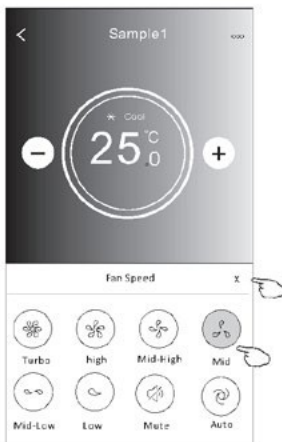 Sample1
Cool
25.0 °C
Fan Speed x
Turbo high Mid-High Mid
Mid-Low Low Mute Auto